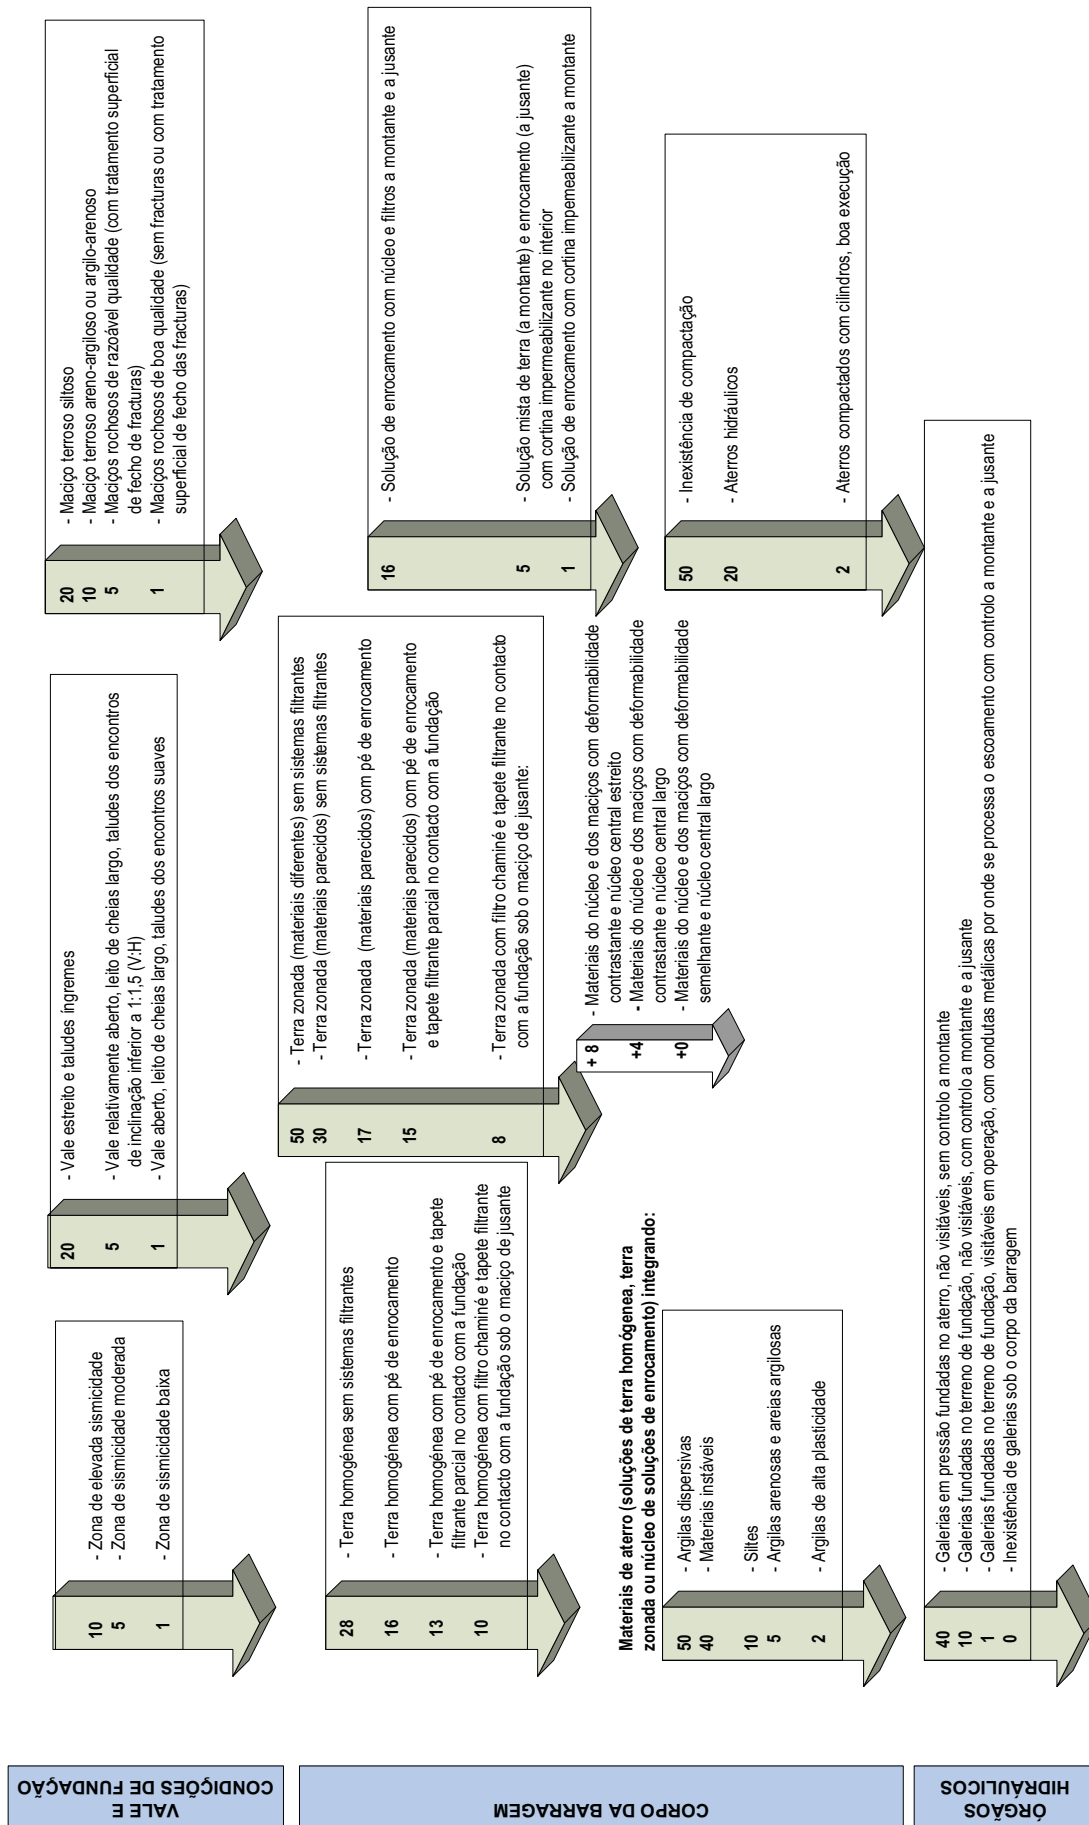 VALE E
CONDIÇÕES DE FUNDAÇÃO
10
5
1
- Zona de elevada sismicidade
- Zona de sismicidade moderada
- Zona de sismicidade baixa
20
5
1
- Vale estreito e taludes ingremes
- Vale relativamente aberto, leito de cheias largo, taludes dos encontros
de inclinação inferior a 1:1,5 (V:H)
- Vale aberto, leito de cheias largo, taludes dos encontros suaves
20
10
5
1
- Maciço terroso siltoso
- Maciço terroso areno-argiloso ou argilo-arenoso
- Maciços rochosos de razoável qualidade (com tratamento superficial
de fecho de fracturas)
- Maciços rochosos de boa qualidade (sem fracturas ou com tratamento
superficial de fecho das fracturas)
CORPO DA BARRAGEM
28
16
13
10
- Terra homogénea sem sistemas filtrantes
- Terra homogénea com pé de enrocamento
- Terra homogénea com pé de enrocamento e tapete
filtrante parcial no contacto com a fundação
- Terra homogénea com filtro chaminé e tapete filtrante
no contacto com a fundação sob o maciço de jusante
50
30
17
15
8
- Terra zonada (materiais diferentes) sem sistemas filtrantes
- Terra zonada (materiais parecidos) sem sistemas filtrantes
- Terra zonada (materiais parecidos) com pé de enrocamento
- Terra zonada (materiais parecidos) com pé de enrocamento
e tapete filtrante parcial no contacto com a fundação
- Terra zonada com filtro chaminé e tapete filtrante no contacto
com a fundação sob o maciço de jusante:
+ 8
+4
+0
- Materiais do núcleo e dos maciços com deformabilidade
contrastante e núcleo central estreito
- Materiais do núcleo e dos maciços com deformabilidade
contrastante e núcleo central largo
- Materiais do núcleo e dos maciços com deformabilidade
semelhante e núcleo central largo
16
5
1
- Solução de enrocamento com núcleo e filtros a montante e a jusante
- Solução mista de terra (a montante) e enrocamento (a jusante)
com cortina impermeabilizante no interior
- Solução de enrocamento com cortina impemeabilizante a montante
Materiais de aterro (soluções de terra homógenea, terra
zonada ou núcleo de soluções de enrocamento) integrando:
50
40
10
5
2
- Argilas dispersivas
- Materiais instáveis
- Siltes
- Argilas arenosas e areias argilosas
- Argilas de alta plasticidade
50
20
2
- Inexistência de compactação
- Aterros hidráulicos
- Aterros compactados com cilindros, boa execução
ÓRGÃOS
HIDRÁULICOS
40
10
1
0
- Galerias em pressão fundadas no aterro, não visitáveis, sem controlo a montante
- Galerias fundadas no terreno de fundação, não visitáveis, com controlo a montante e a jusante
- Galerias fundadas no terreno de fundação, visitáveis em operação, com condutas metálicas por onde se processa o escoamento com controlo a montante e a jusante
- Inexistência de galerias sob o corpo da barragem